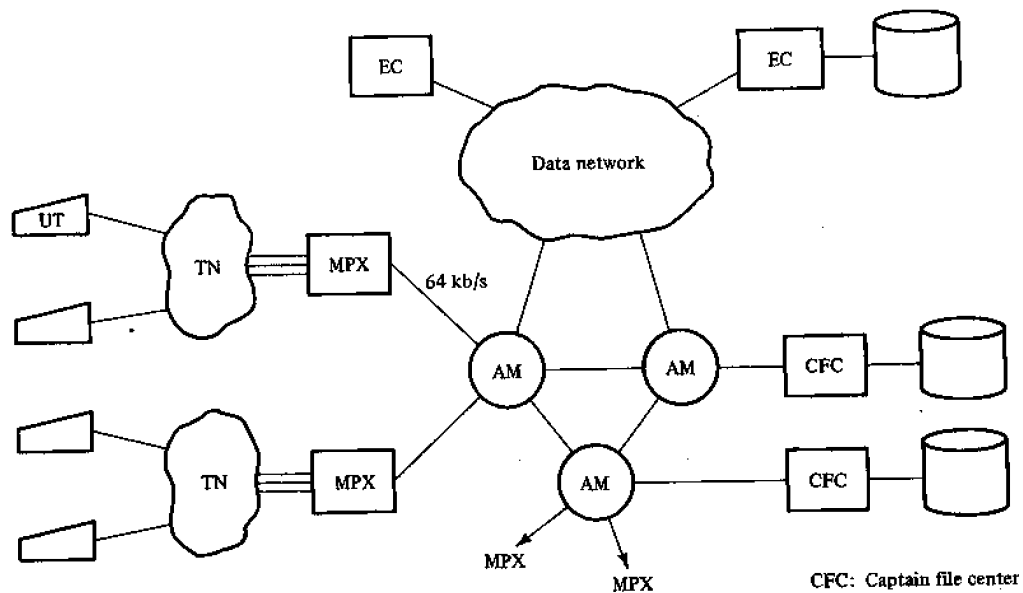 EC
EC
Data network
UT
TN
MPX
64 kb/s
AM
AM
CFC
TN
MPX
AM
CFC
MPX
MPX
CFC: Captain file center